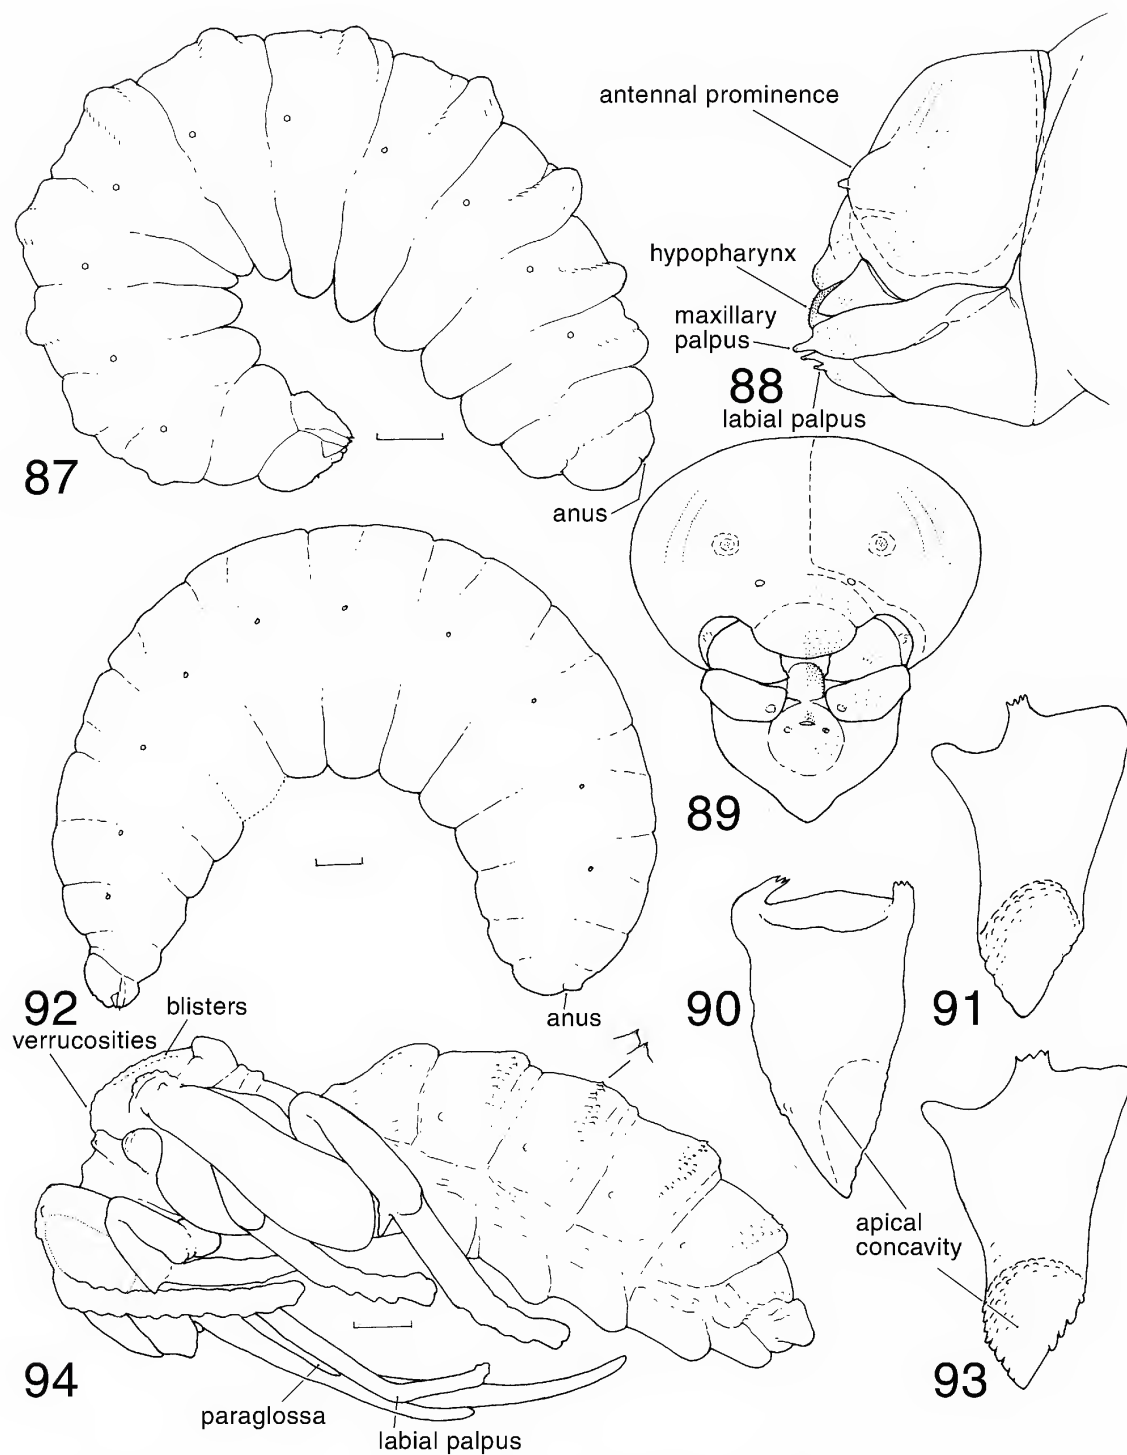 antennal prominence
hypopharynx
maxillary
palpus
88
labial palpus
87
anus
89
90
91
92
blisters
verrucosities
anus
apical
concavity
94
paraglossa
labial palpus
93